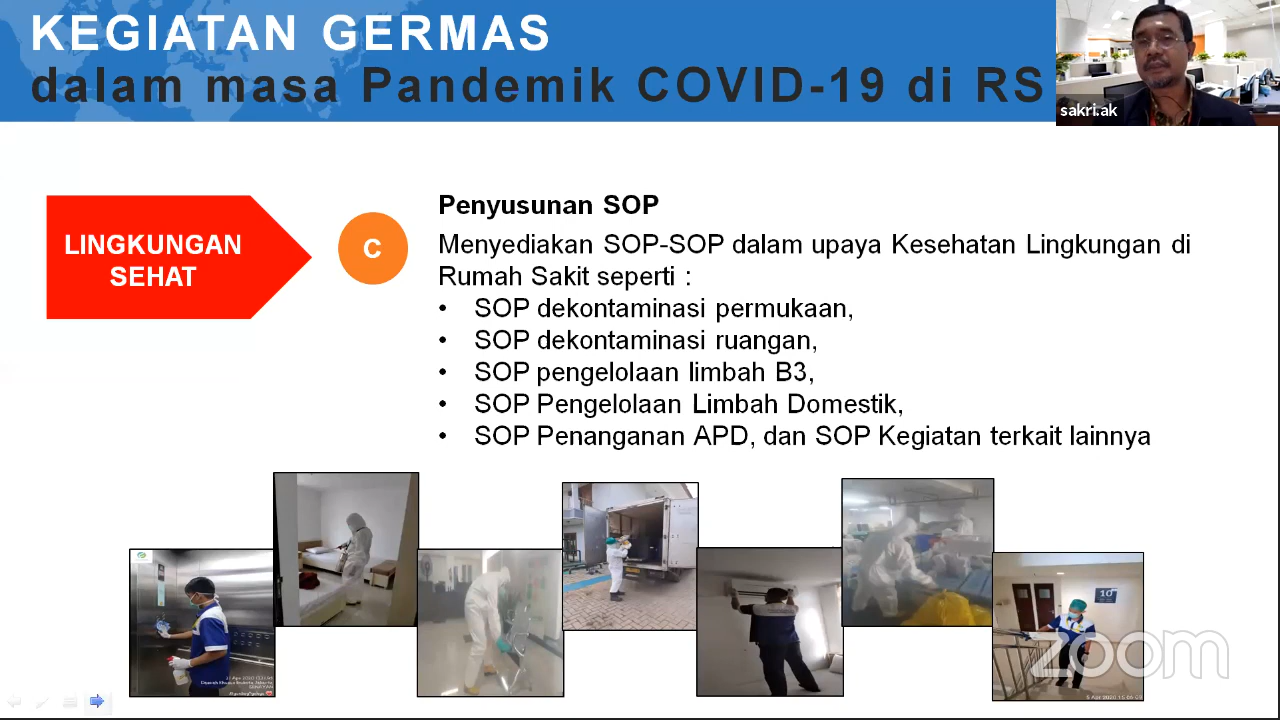 KEGIATAN GERMAS
dalam masa Pandemik COVID-19 di RS
sakri.ak
LINGKUNGAN
SEHAT
C
Penyusunan SOP
Menyediakan SOP-SOP dalam upaya Kesehatan Lingkungan di
Rumah Sakit seperti :
• SOP dekontaminasi permukaan,
• SOP dekontaminasi ruangan,
• SOP pengelolaan limbah B3,
• SOP Pengelolaan Limbah Domestik,
• SOP Penanganan APD, dan SOP Kegiatan terkait lainnya
10
zoom